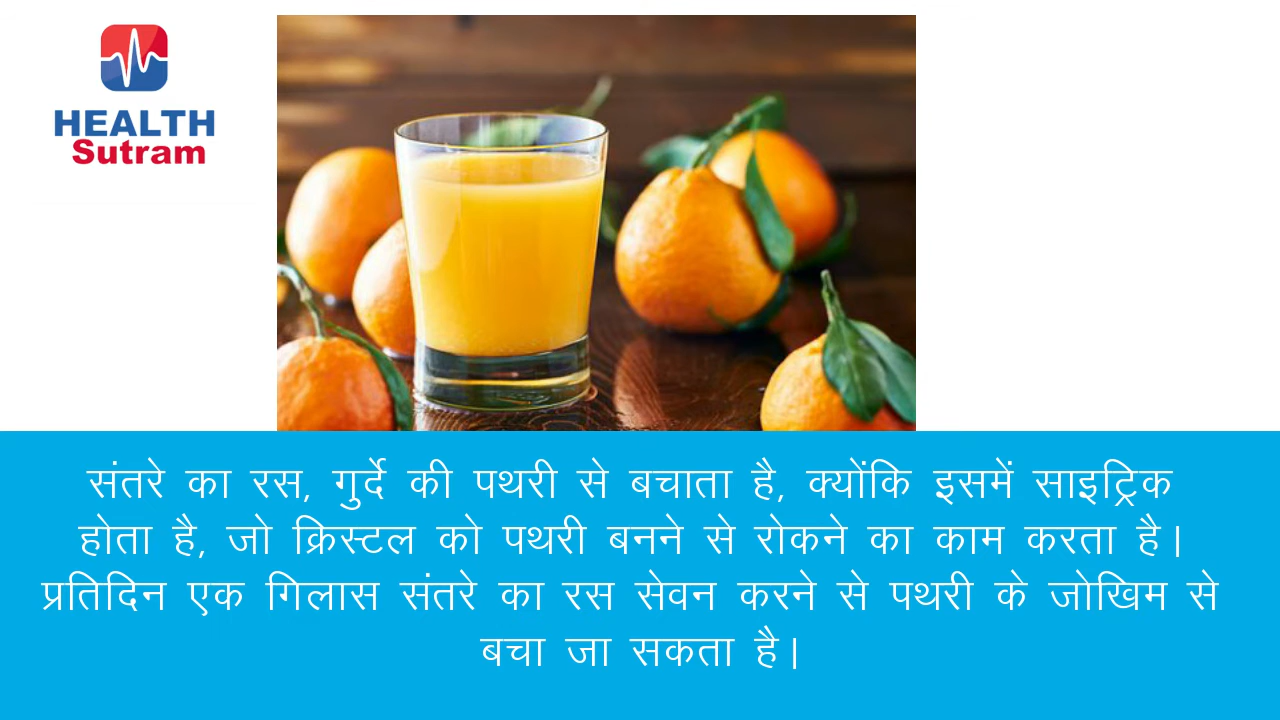 HEALTH
Sutram
संतरे का रस, गुर्दे की पथरी से बचाता है, क्योंकि इसमें साइट्रिक
होता है, जो क्रिस्टल को पथरी बनने से रोकने का काम करता है।
प्रतिदिन एक गिलास संतरे का रस सेवन करने से पथरी के जोखिम से
बचा जा सकता है।